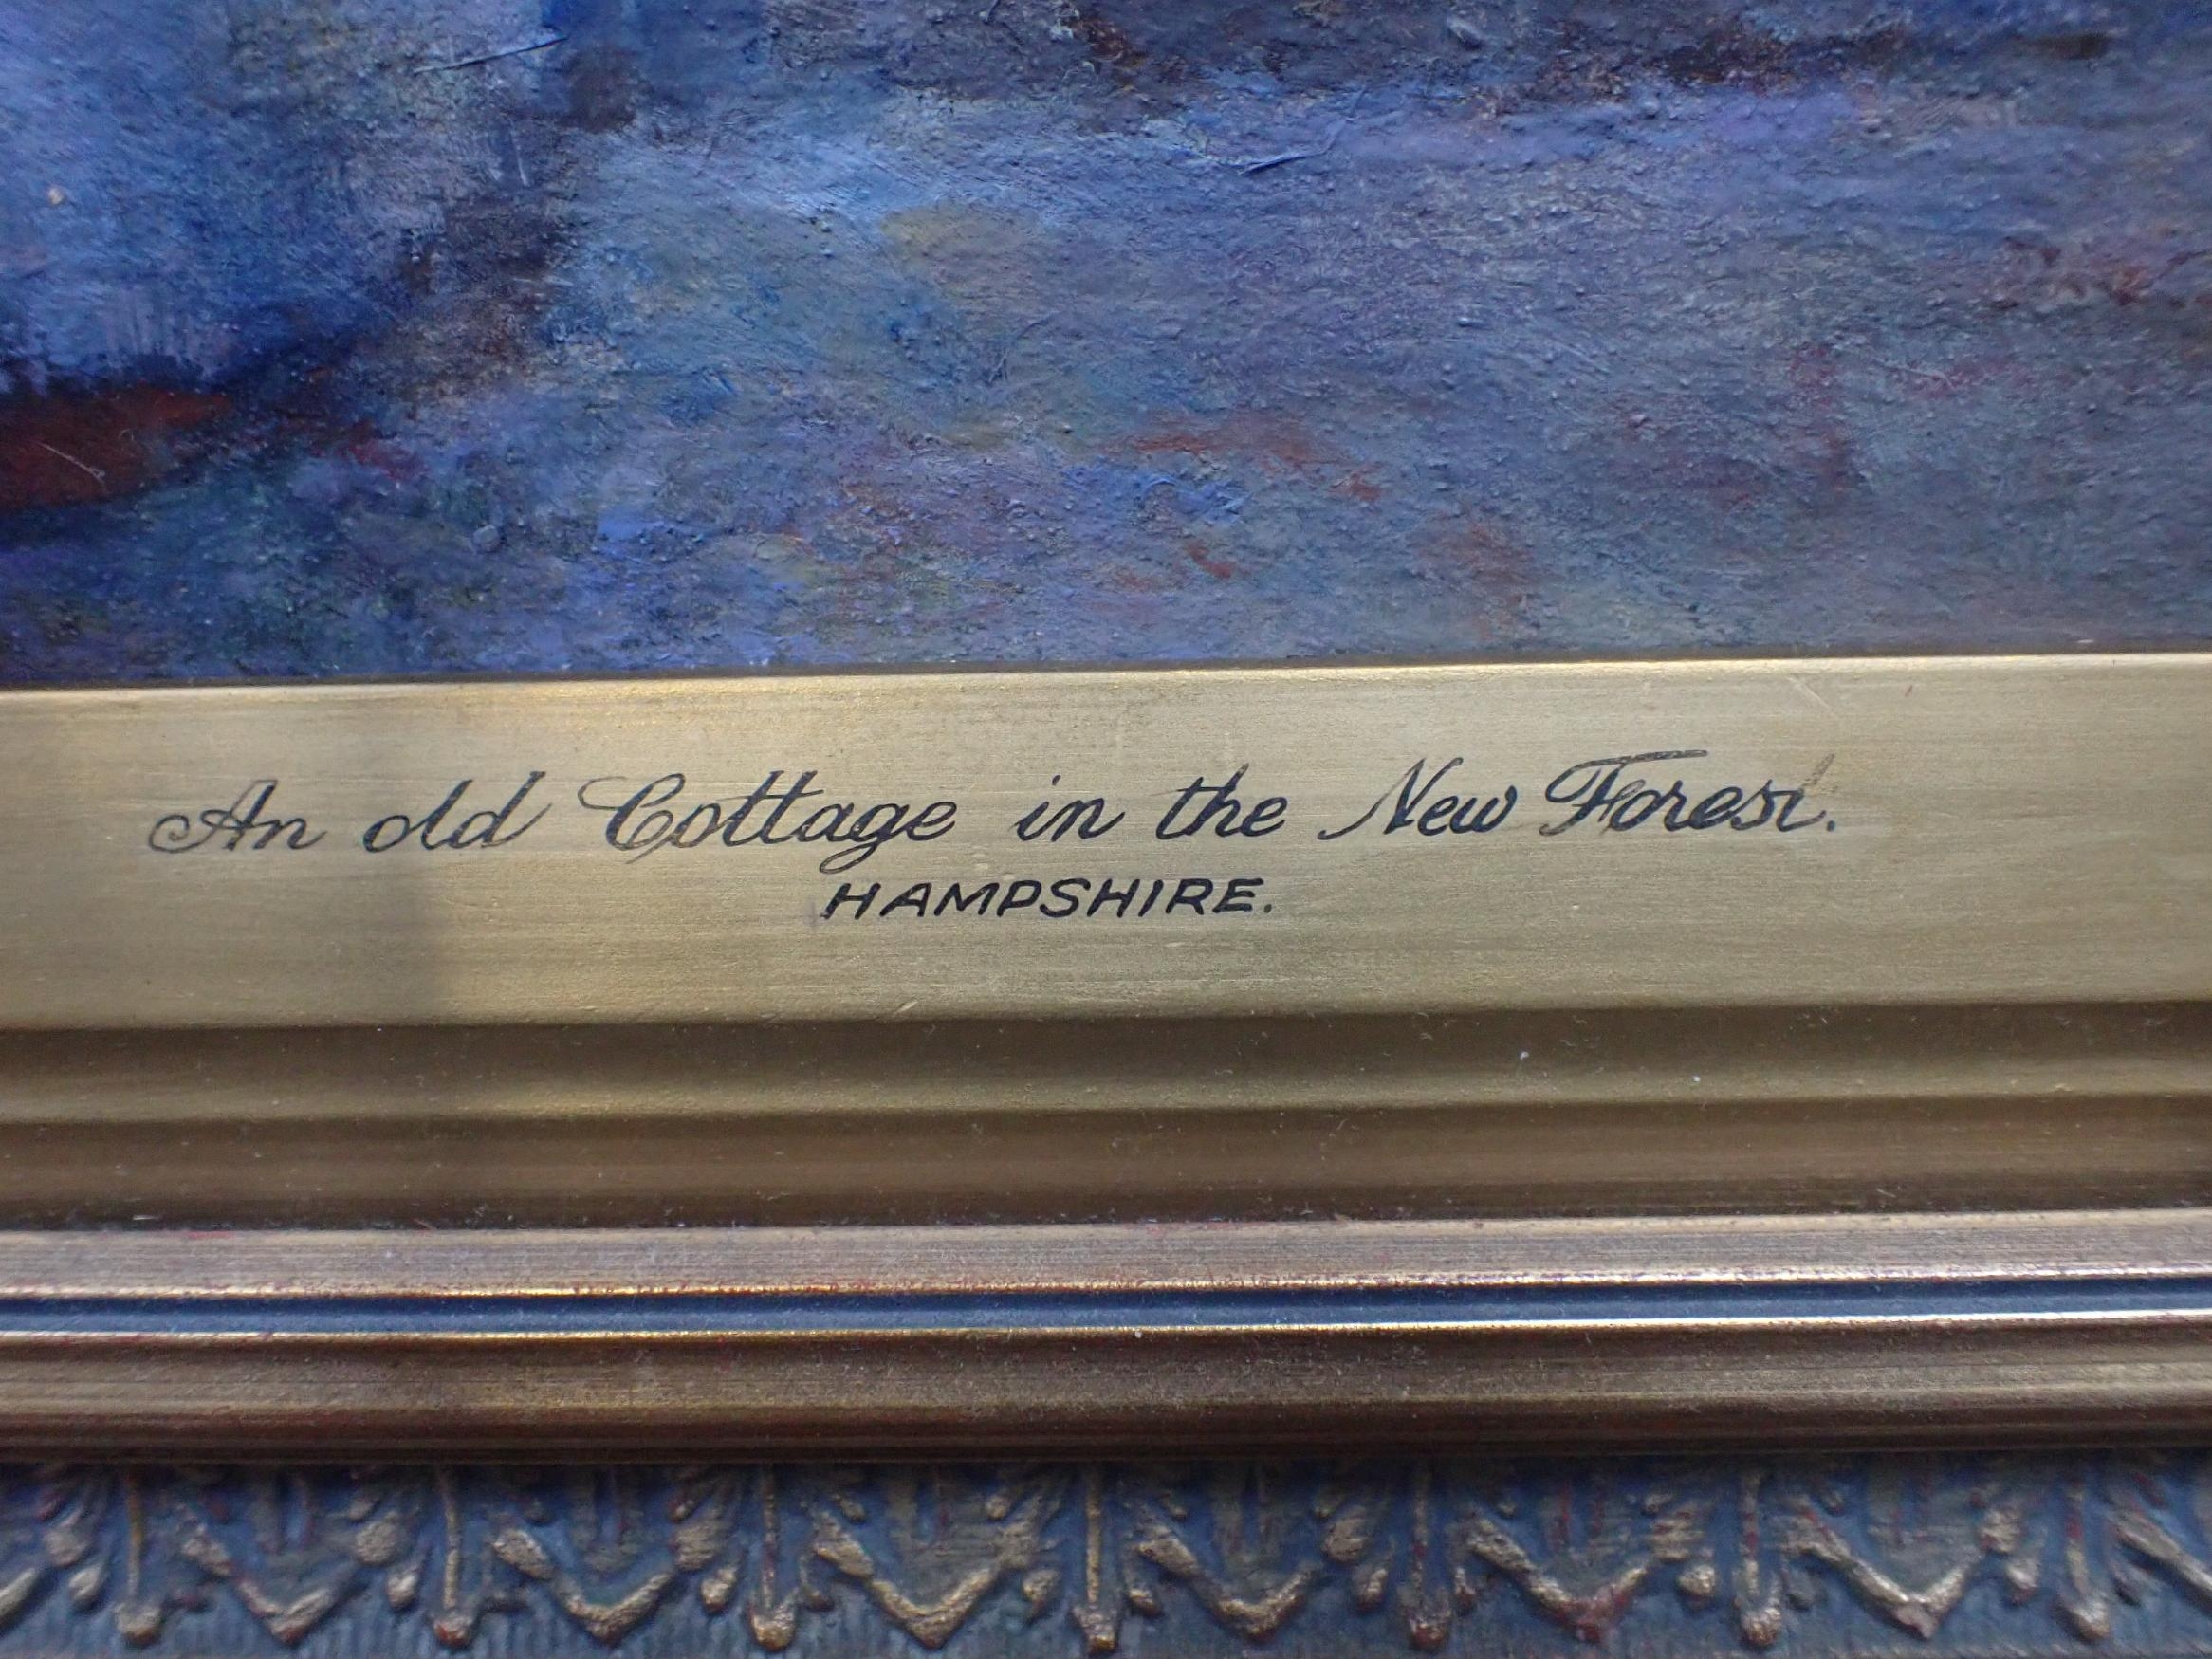 An old Cottage in the New Forest.
HAMPSHIRE.